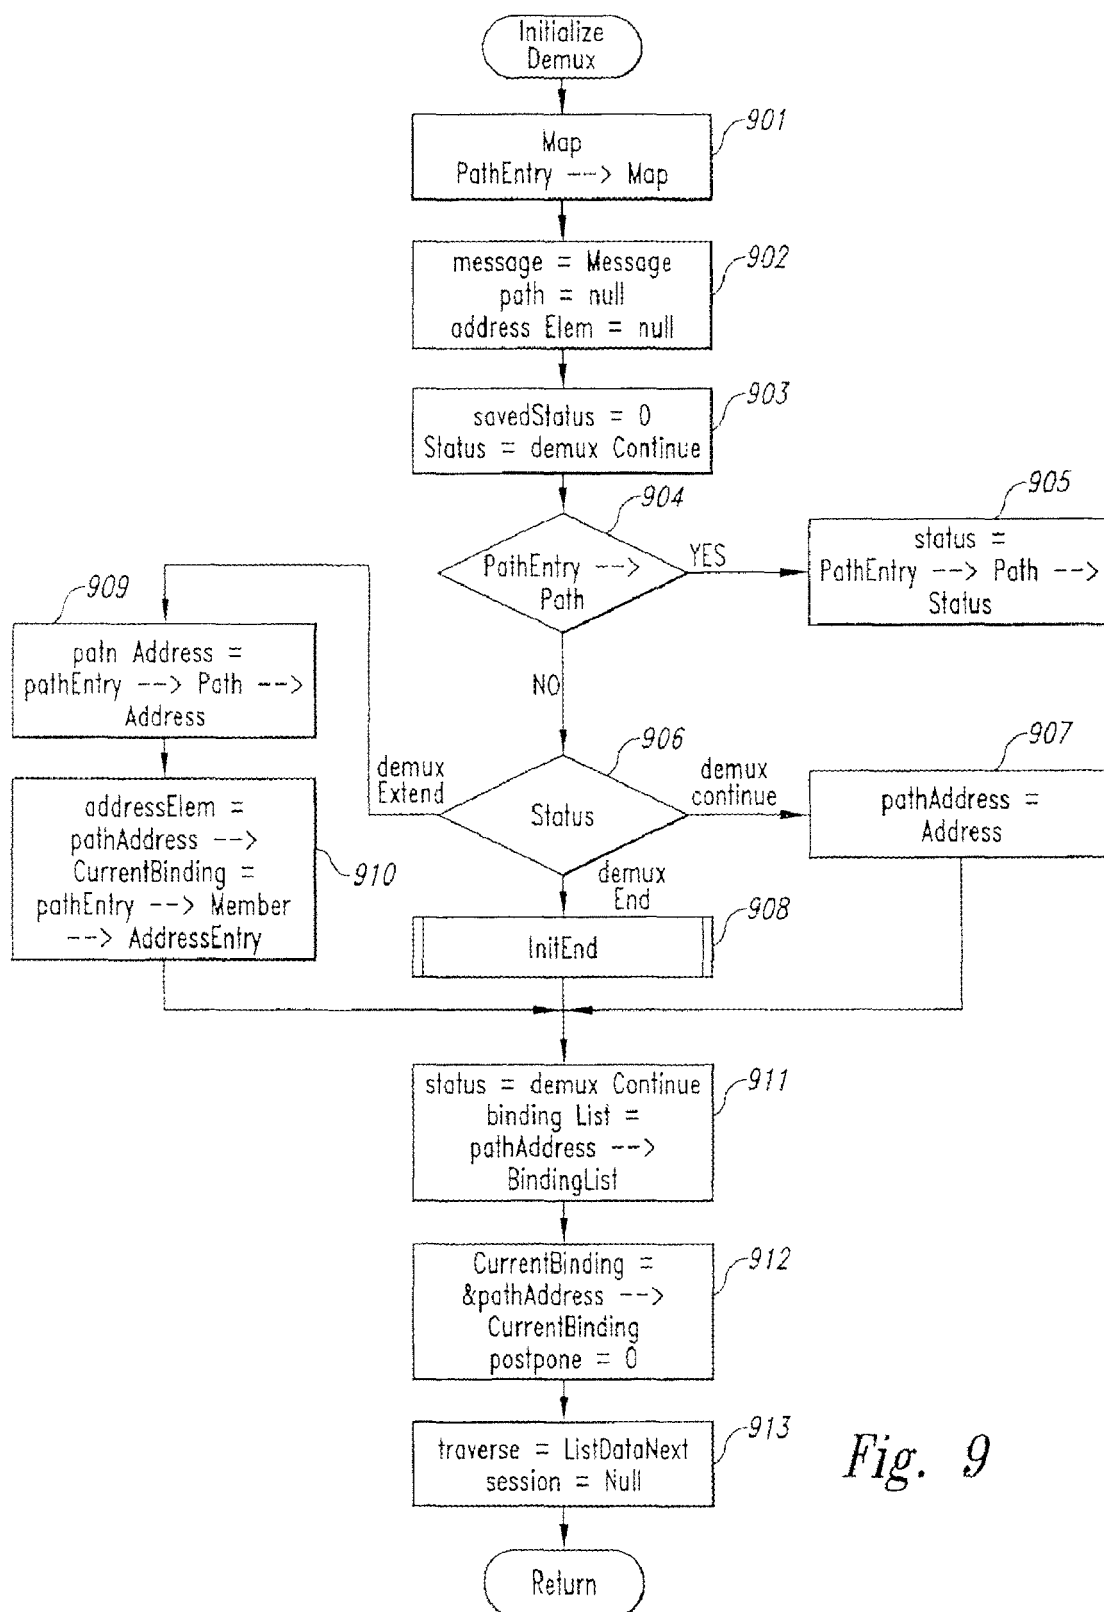 Initialize
Demux
901
Map
PathEntry --> Map
902
message = Message
path = null
address Elem = null
903
savedStatus = 0
Status = demux Continue
904
PathEntry -->
Path
YES
905
status =
PathEntry --> Path -->
Status
NO
909
patn Address =
pathEntry --> Path -->
Address
906
Status
demux
Extend
demux
continue
907
pathAddress =
Address
910
addressElem =
pathAddress -->
CurrentBinding =
pathEntry --> Member
--> AddressEntry
demux
End
908
InitEnd
911
status = demux Continue
binding List =
pathAddress -->
BindingList
912
CurrentBinding =
&pathAddress -->
CurrentBinding
postpone = 0
913
traverse = ListDataNext
session = Null
Return
Fig. 9